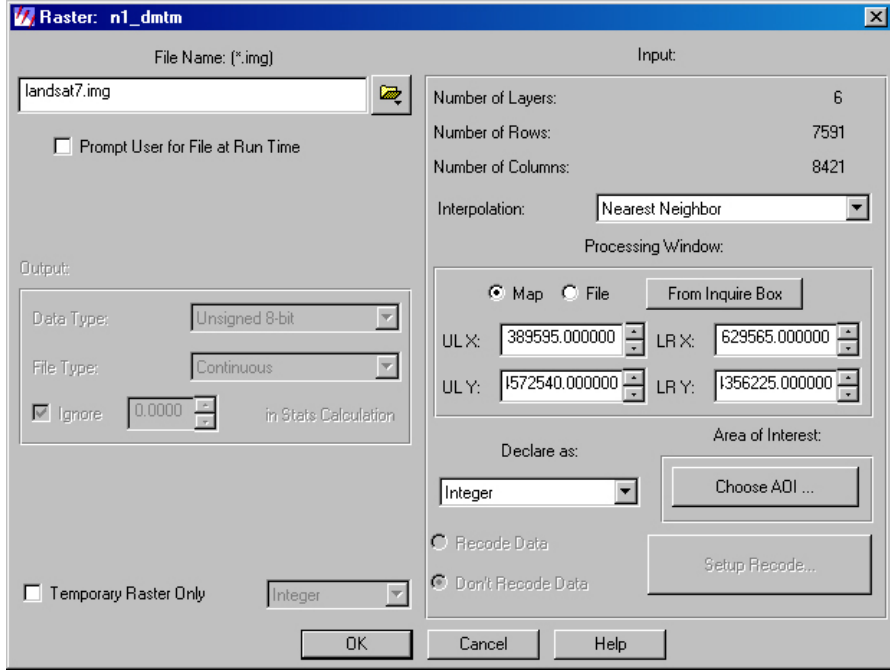 Raster: n1_dmtm
File Name: (*.img)
landsat7.img
Prompt User for File at Run Time
Output:
Data Type: Unsigned 8-bit
File Type: Continuous
Ignore 0.0000 in Stats Calculation
Temporary Raster Only Integer
Input:
Number of Layers: 6
Number of Rows: 7591
Number of Columns: 8421
Interpolation: Nearest Neighbor
Processing Window:
Map File From Inquire Box
UL X: 389595.000000 LR X: 629565.000000
UL Y: 4572540.000000 LR Y: 4356225.000000
Declare as:
Integer
Area of Interest:
Choose AOI ...
Recode Data
Don't Recode Data
Setup Recode...
OK Cancel Help